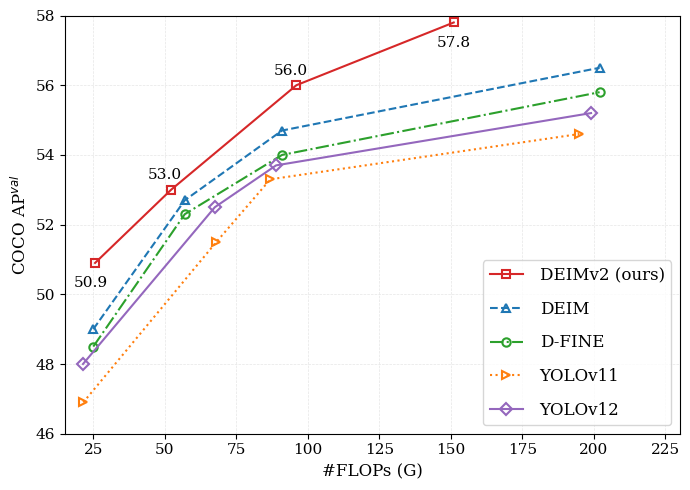 58
56
54
52
50
48
46
COCO AP^val
56.0
57.8
53.0
50.9
DEIMv2 (ours)
DEIM
D-FINE
YOLOv11
YOLOv12
25 50 75 100 125 150 175 200 225
#FLOPs (G)